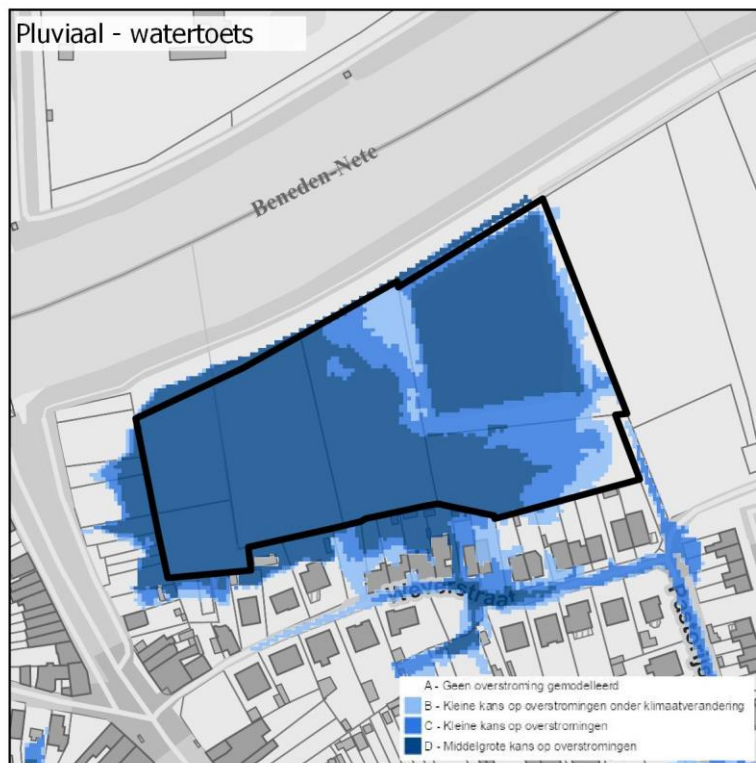 Pluviaal - watertoets
Beneden-Nete
Weverstraat
A - Geen overstroming gemodelleerd
B - Kleine kans op overstromingen onder klimaatverandering
C - Kleine kans op overstromingen
D - Middelgrote kans op overstromingen